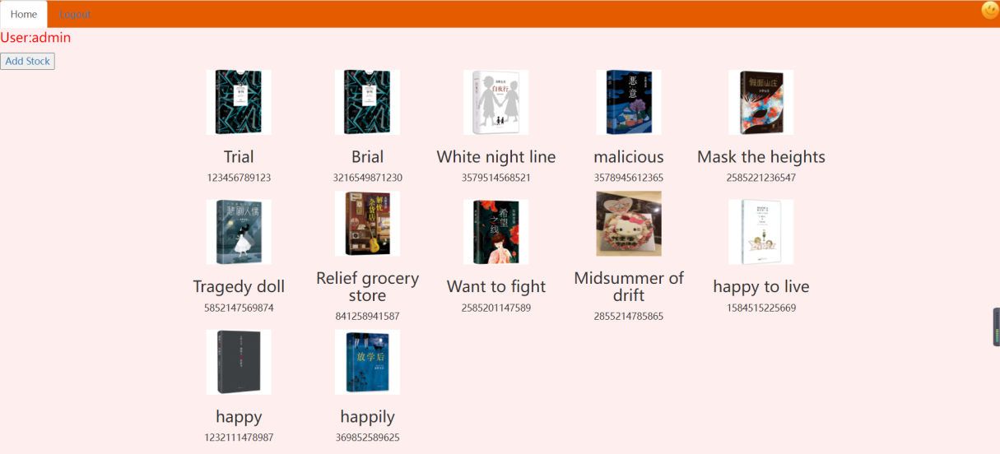 Home
Logout
User:admin
Add Stock
白夜行
恶
意
假面山庄
Trial
Brial
White night line
malicious
Mask the heights
123456789123
3216549871230
3579514568521
3578945612365
2585221236547
悲剧人偶
解忧
杂货店
希望
之线
Tragedy doll
Relief grocery
store
Want to fight
Midsummer of
drift
happy to live
5852147569874
841258941587
2585201147589
2855214785865
1584515225669
放学后
happy
happily
1232111478987
369852589625